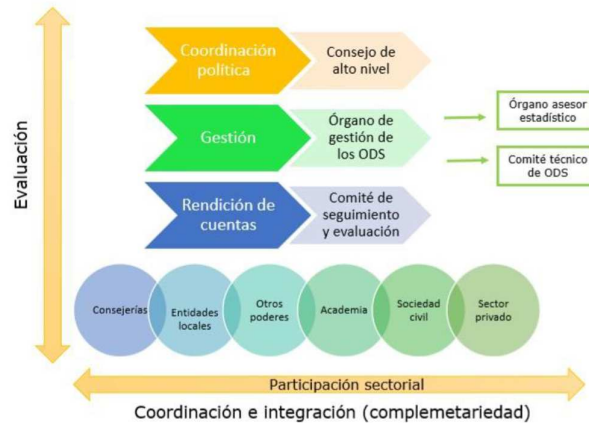 Evaluación
Coordinación
política
Consejo de
alto nivel
Gestión
Órgano de
gestión de
los ODS
Órgano asesor
estadístico
Comité técnico
de ODS
Rendición de
cuentas
Comité de
seguimiento
y evaluación
Consejerías
Entidades
locales
Otros
poderes
Academia
Sociedad
civil
Sector
privado
Participación sectorial
Coordinación e integración (complemetariedad)